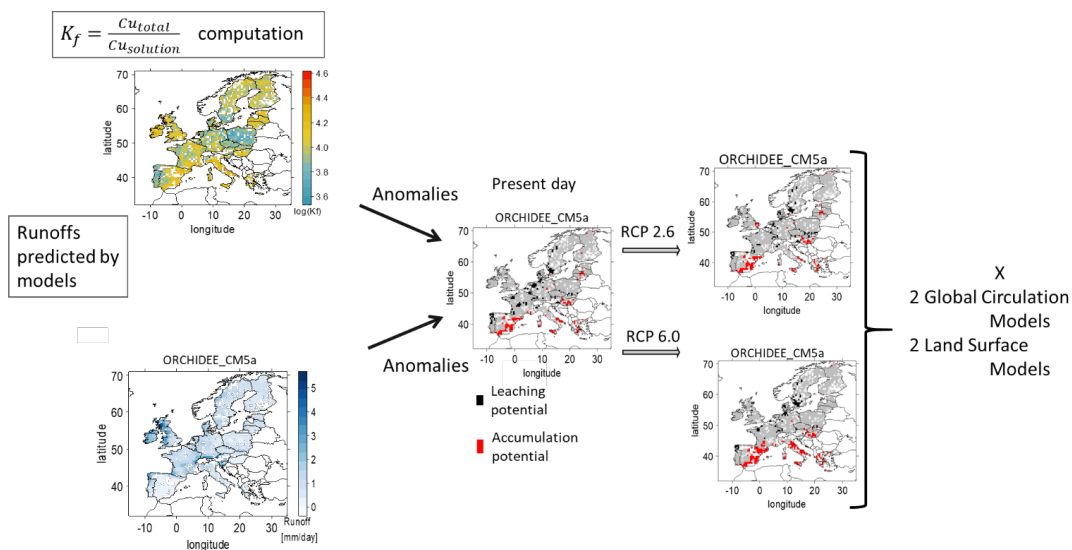 K_f = Cu_total / Cu_solution computation
70
60
50
40
latitude
-10 0 10 20 30
longitude
4.6
4.4
4.2
4.0
3.8
3.6
log(Kf)
Runoffs
predicted by
models
ORCHIDEE_CM5a
70
60
50
40
latitude
-10 0 10 20 30
longitude
5
4
3
2
1
0
Runoff
[mm/day]
Anomalies
Anomalies
Present day
ORCHIDEE_CM5a
70
60
50
40
latitude
-10 0 10 20 30
longitude
Leaching
potential
Accumulation
potential
RCP 2.6
RCP 6.0
ORCHIDEE_CM5a
70
60
50
40
latitude
-10 0 10 20 30
longitude
ORCHIDEE_CM5a
70
60
50
40
latitude
-10 0 10 20 30
longitude
X
2 Global Circulation
Models
2 Land Surface
Models